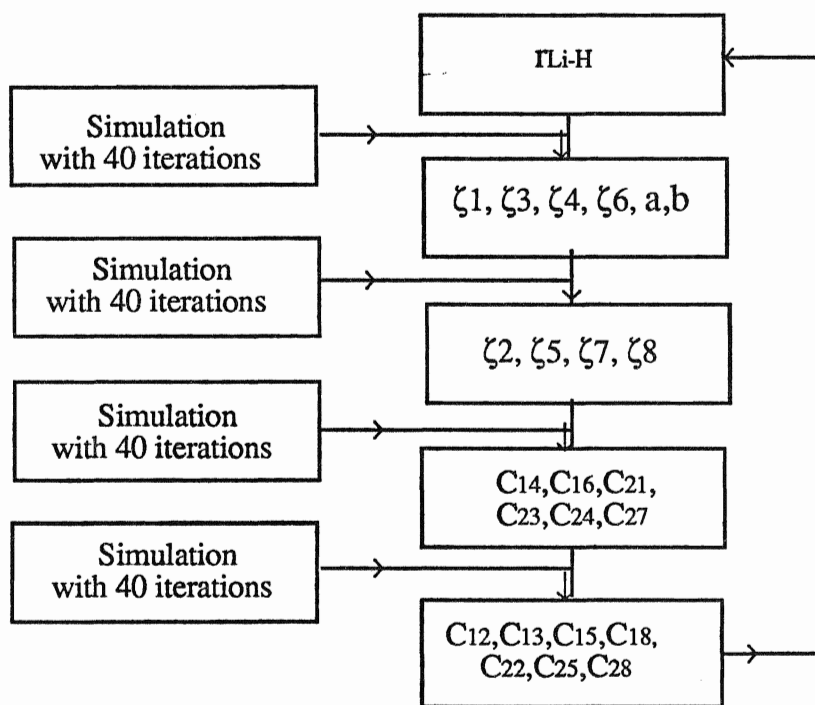 rLi-H
Simulation
with 40 iterations
ζ1, ζ3, ζ4, ζ6, a,b
Simulation
with 40 iterations
ζ2, ζ5, ζ7, ζ8
Simulation
with 40 iterations
C14,C16,C21,
C23,C24,C27
Simulation
with 40 iterations
C12,C13,C15,C18,
C22,C25,C28